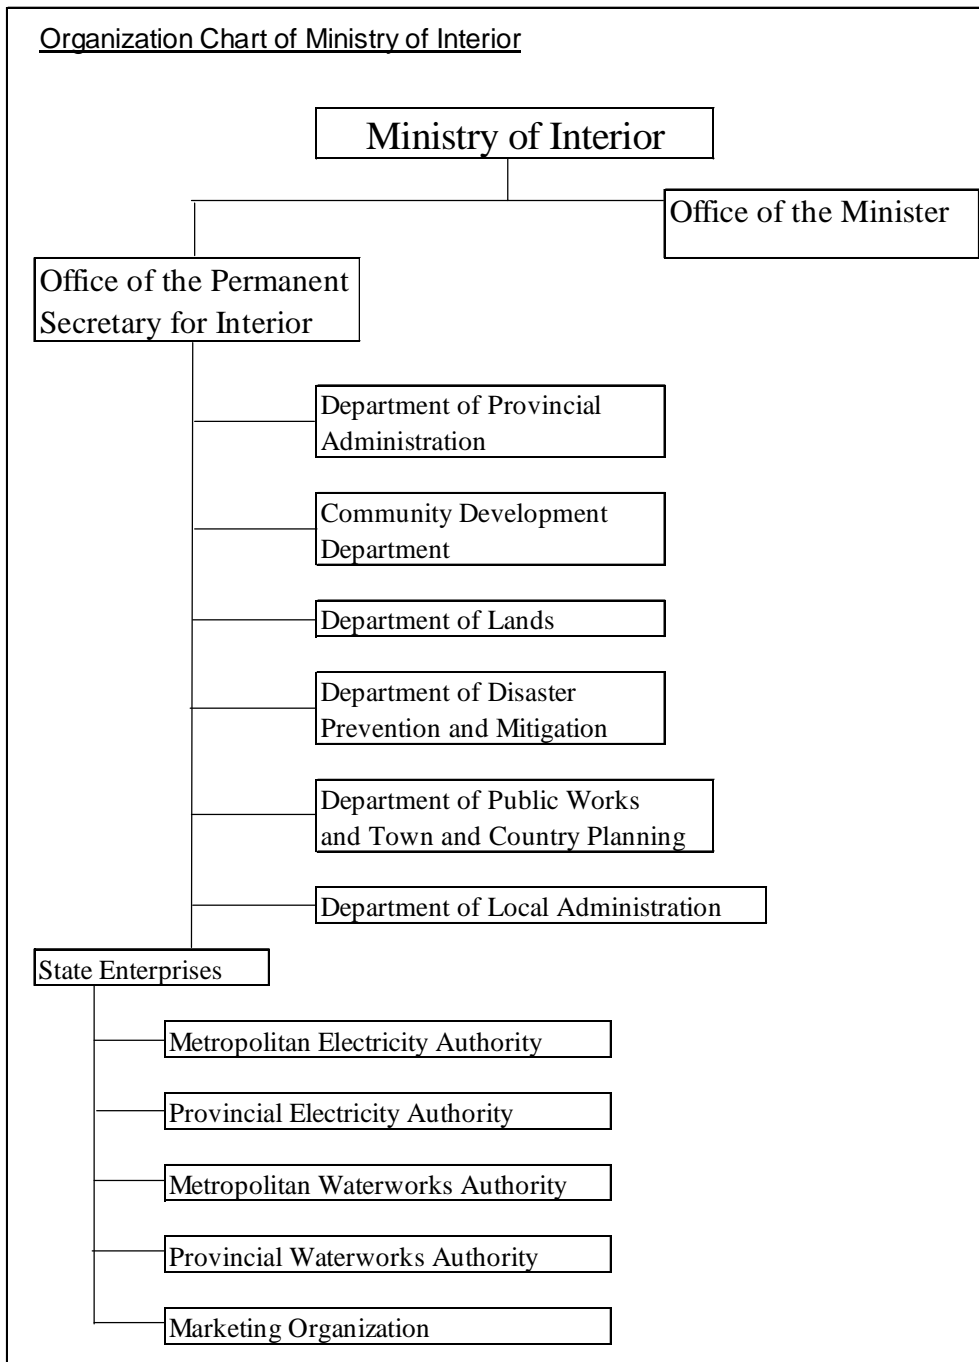 Organization Chart of Ministry of Interior
Ministry of Interior
Office of the Minister
Office of the Permanent
Secretary for Interior
Department of Provincial
Administration
Community Development
Department
Department of Lands
Department of Disaster
Prevention and Mitigation
Department of Public Works
and Town and Country Planning
Department of Local Administration
State Enterprises
Metropolitan Electricity Authority
Provincial Electricity Authority
Metropolitan Waterworks Authority
Provincial Waterworks Authority
Marketing Organization